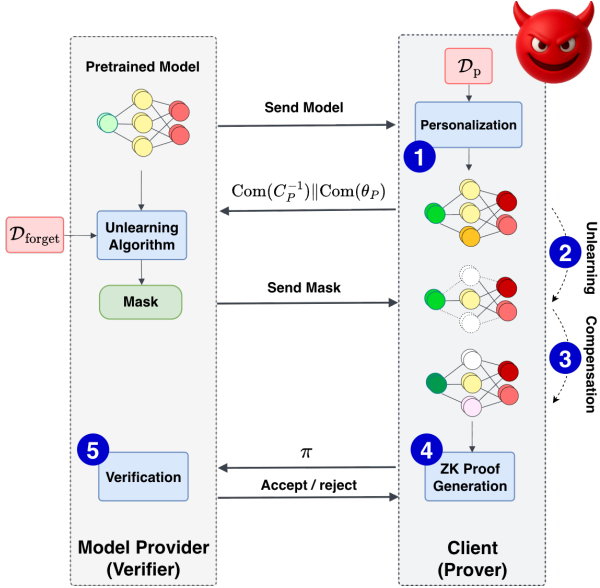 Pretrained Model
𝒟ₚ
Send Model
Personalization
1
Com(C_P^{-1})‖Com(θ_P)
𝒟_forget
Unlearning
Algorithm
2
Unlearning
Mask
Send Mask
3
Compensation
5
π
4
Verification
ZK Proof
Generation
Accept / reject
Model Provider
(Verifier)
Client
(Prover)